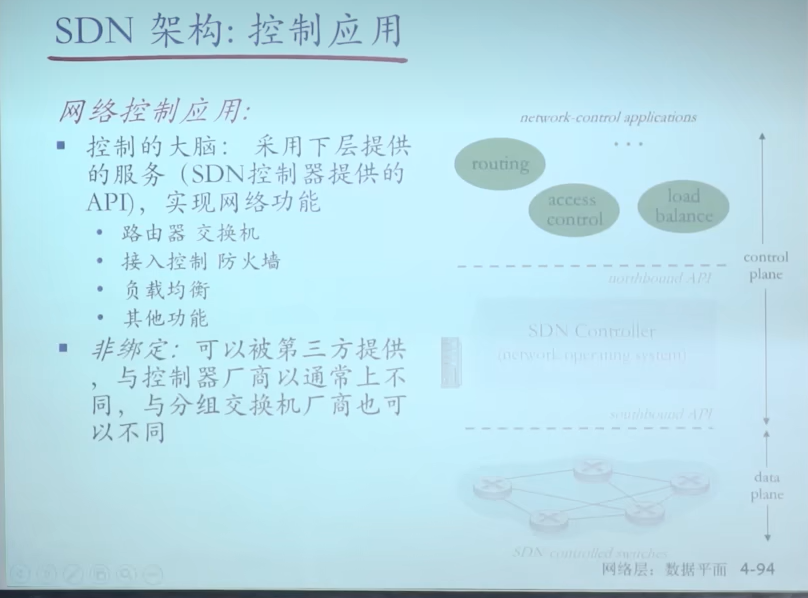 SDN 架构: 控制应用
网络控制应用:
控制的大脑： 采用下层提供
的服务（SDN控制器提供的
API)，实现网络功能
路由器 交换机
接入控制 防火墙
负载均衡
其他功能
非绑定：可以被第三方提供
，与控制器厂商以通常上不
同，与分组交换机厂商也可
以不同
network-control applications
...
routing
access
control
load
balance
control
plane
northbound API
SDN Controller
(network operating system)
southbound API
data
plane
SDN-controlled switches
网络层：数据平面 4-94